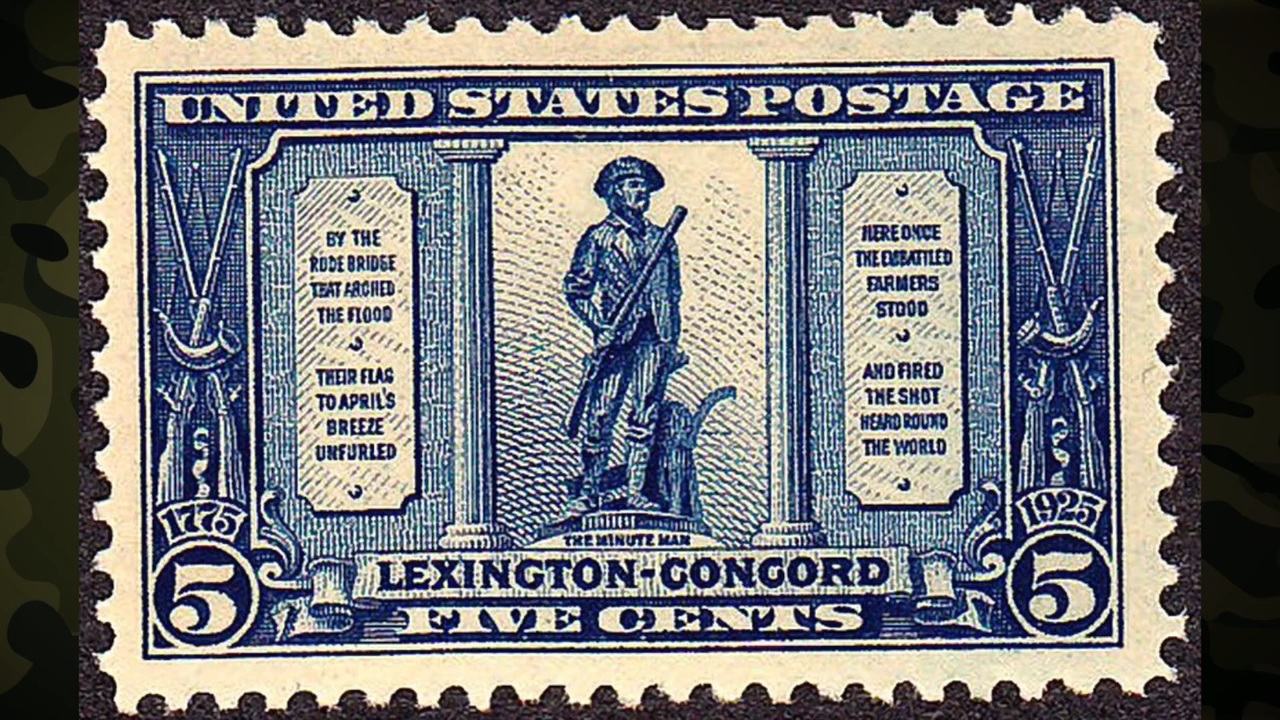 UNITED STATES POSTAGE
BY THE
RUDE BRIDGE
THAT ARCHED
THE FLOOD
THEIR FLAG
TO APRIL'S
BREEZE
UNFURLED
HERE ONCE
THE EMBATTLED
FARMERS
STOOD
AND FIRED
THE SHOT
HEARD ROUND
THE WORLD
1775
1925
THE MINUTE MAN
5
LEXINGTON-CONCORD
5
FIVE CENTS